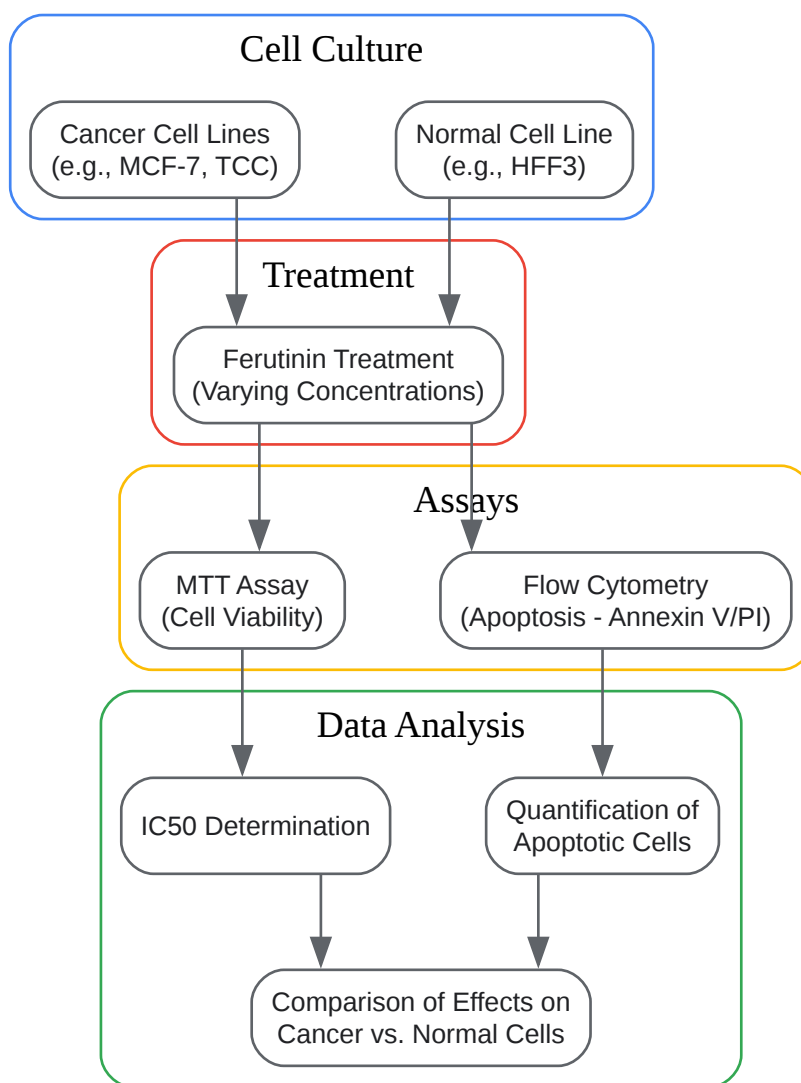 Cell Culture
Cancer Cell Lines
(e.g., MCF-7, TCC)
Normal Cell Line
(e.g., HFF3)
Treatment
Ferutinin Treatment
(Varying Concentrations)
Assays
MTT Assay
(Cell Viability)
Flow Cytometry
(Apoptosis - Annexin V/PI)
Data Analysis
IC50 Determination
Quantification of
Apoptotic Cells
Comparison of Effects on
Cancer vs. Normal Cells